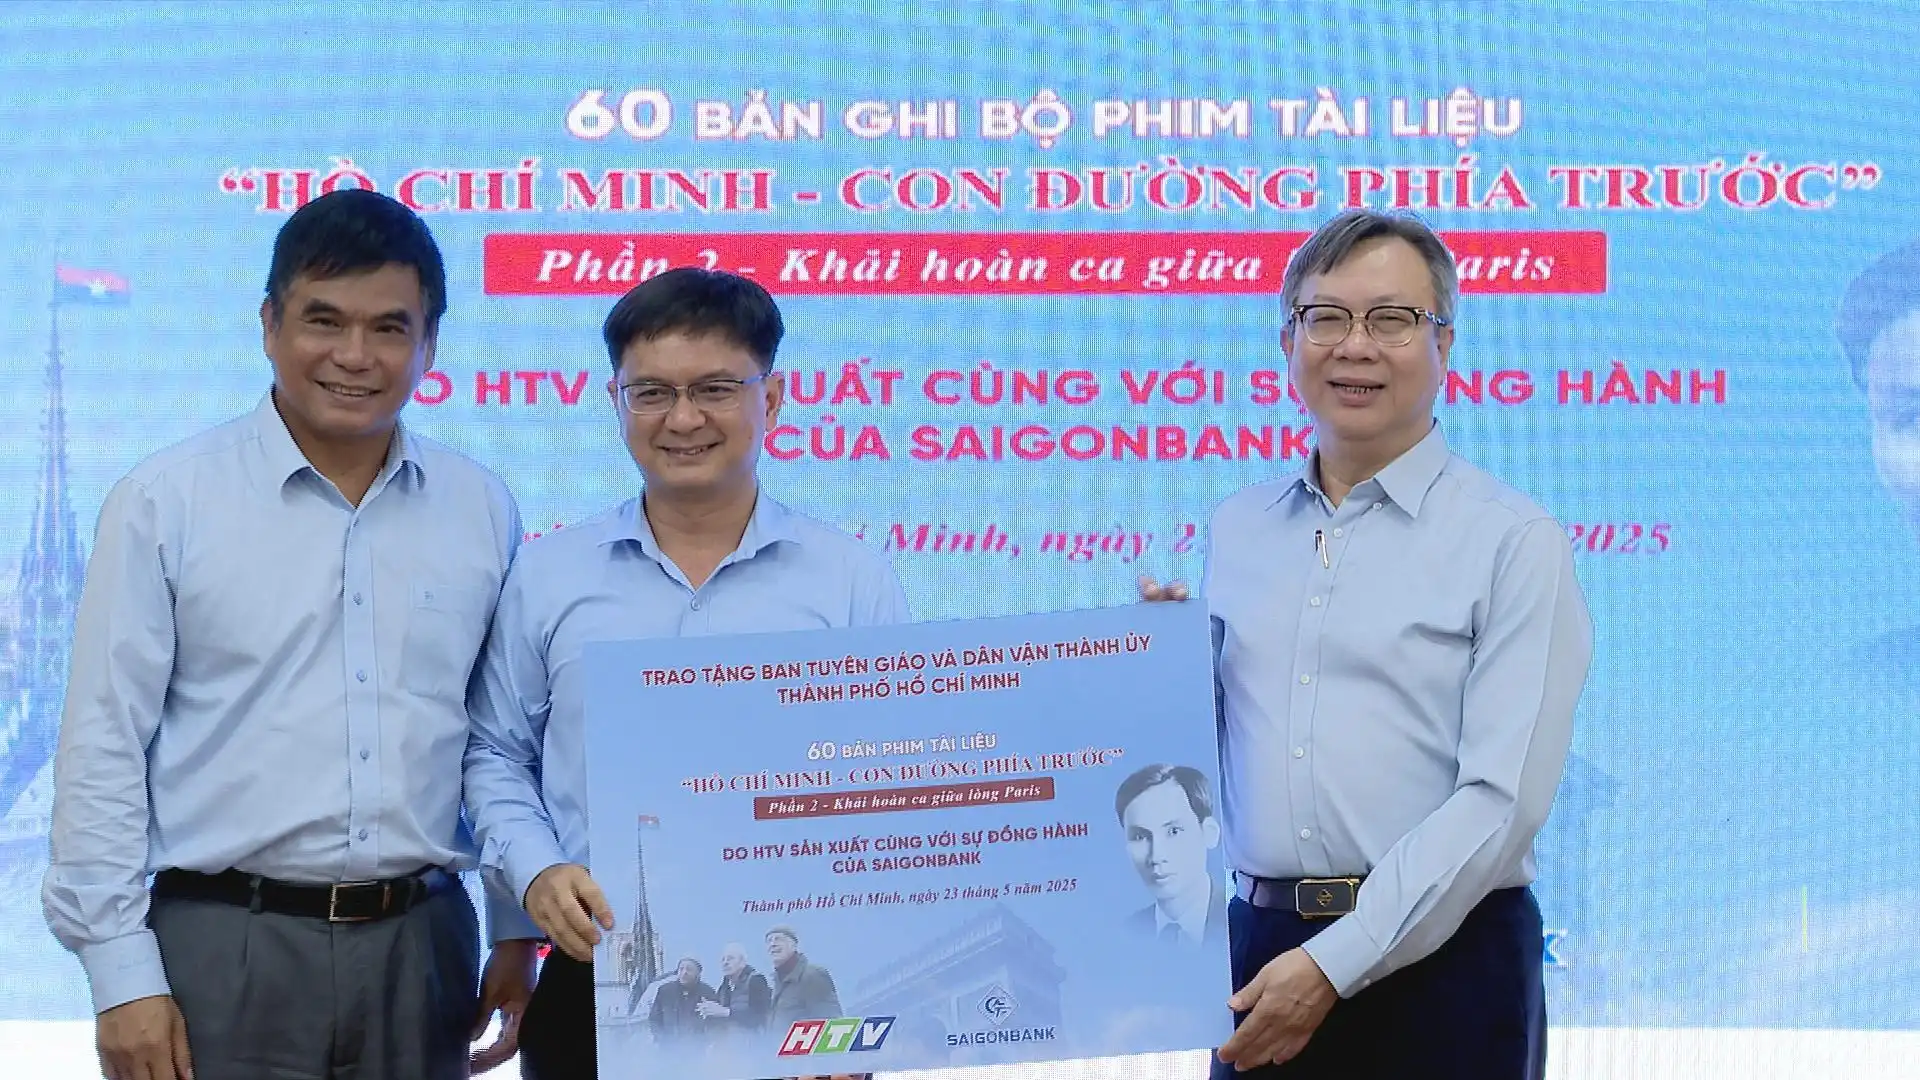 60 BẢN GHI BỘ PHIM TÀI LIỆU
“HỒ CHÍ MINH - CON ĐƯỜNG PHÍA TRƯỚC”
Phần 2 - Khải hoàn ca giữa Paris
DO HTV XUẤT CÙNG VỚI SỰ ĐỒNG HÀNH
CỦA SAIGONBANK
Chí Minh, ngày 2025
TRAO TẶNG BAN TUYÊN GIÁO VÀ DÂN VẬN THÀNH ỦY
THÀNH PHỐ HỒ CHÍ MINH
60 BẢN PHIM TÀI LIỆU
“HỒ CHÍ MINH - CON ĐƯỜNG PHÍA TRƯỚC”
Phần 2 - Khải hoàn ca giữa lòng Paris
DO HTV SẢN XUẤT CÙNG VỚI SỰ ĐỒNG HÀNH
CỦA SAIGONBANK
Thành phố Hồ Chí Minh, ngày 23 tháng 5 năm 2025
HTV
SAIGONBANK